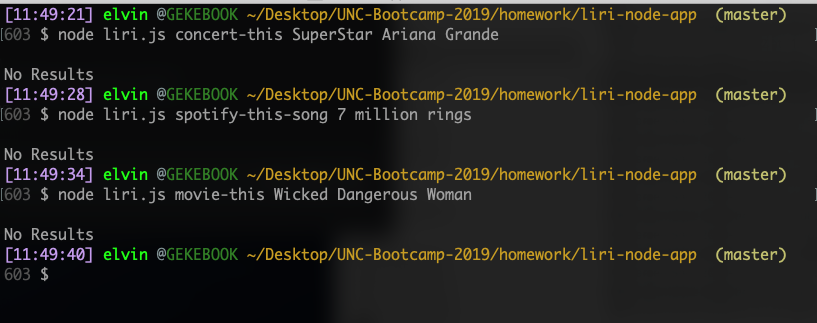 [11:49:21] elvin @GEKEBOOK ~/Desktop/UNC-Bootcamp-2019/homework/liri-node-app (master)
[603 $ node liri.js concert-this SuperStar Ariana Grande ]
No Results
[11:49:28] elvin @GEKEBOOK ~/Desktop/UNC-Bootcamp-2019/homework/liri-node-app (master)
[603 $ node liri.js spotify-this-song 7 million rings ]
No Results
[11:49:34] elvin @GEKEBOOK ~/Desktop/UNC-Bootcamp-2019/homework/liri-node-app (master)
[603 $ node liri.js movie-this Wicked Dangerous Woman ]
No Results
[11:49:40] elvin @GEKEBOOK ~/Desktop/UNC-Bootcamp-2019/homework/liri-node-app (master)
603 $